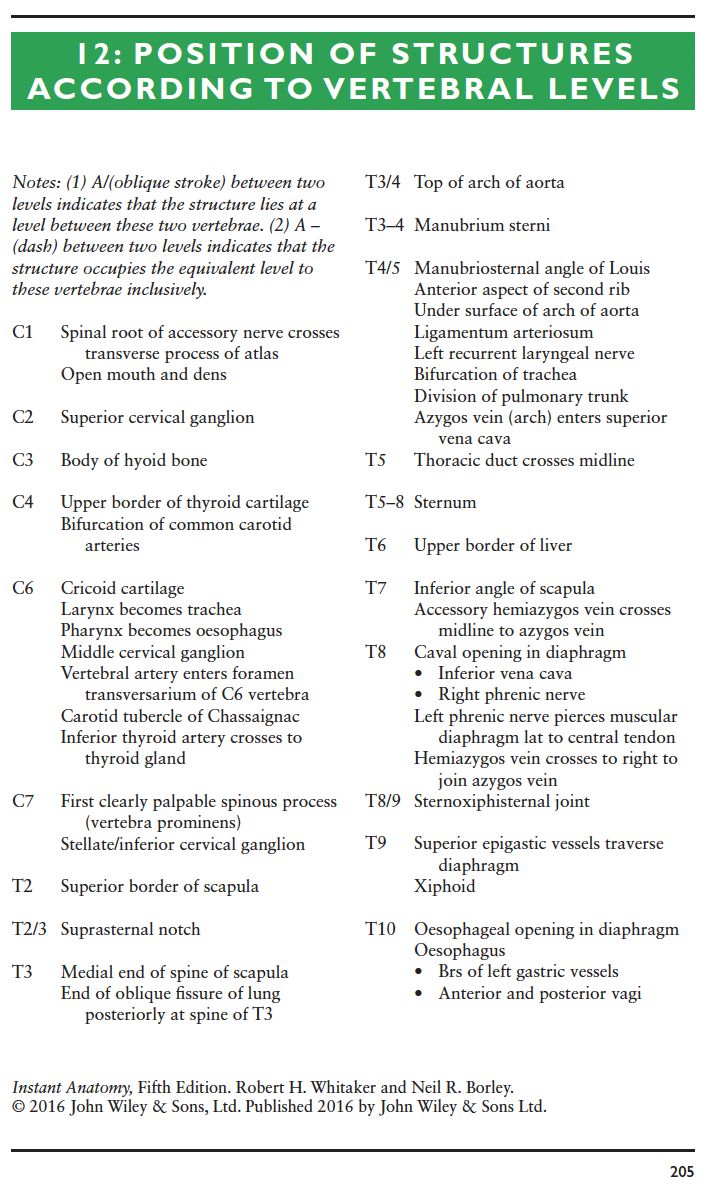 12: POSITION OF STRUCTURES
ACCORDING TO VERTEBRAL LEVELS
Notes: (1) A/(oblique stroke) between two
levels indicates that the structure lies at a
level between these two vertebrae. (2) A –
(dash) between two levels indicates that the
structure occupies the equivalent level to
these vertebrae inclusively.
C1 Spinal root of accessory nerve crosses
transverse process of atlas
Open mouth and dens
C2 Superior cervical ganglion
C3 Body of hyoid bone
C4 Upper border of thyroid cartilage
Bifurcation of common carotid
arteries
C6 Cricoid cartilage
Larynx becomes trachea
Pharynx becomes oesophagus
Middle cervical ganglion
Vertebral artery enters foramen
transversarium of C6 vertebra
Carotid tubercle of Chassaignac
Inferior thyroid artery crosses to
thyroid gland
C7 First clearly palpable spinous process
(vertebra prominens)
Stellate/inferior cervical ganglion
T2 Superior border of scapula
T2/3 Suprasternal notch
T3 Medial end of spine of scapula
End of oblique fissure of lung
posteriorly at spine of T3
T3/4 Top of arch of aorta
T3–4 Manubrium sterni
T4/5 Manubriosternal angle of Louis
Anterior aspect of second rib
Under surface of arch of aorta
Ligamentum arteriosum
Left recurrent laryngeal nerve
Bifurcation of trachea
Division of pulmonary trunk
Azygos vein (arch) enters superior
vena cava
T5 Thoracic duct crosses midline
T5–8 Sternum
T6 Upper border of liver
T7 Inferior angle of scapula
Accessory hemiazygos vein crosses
midline to azygos vein
T8 Caval opening in diaphragm
• Inferior vena cava
• Right phrenic nerve
Left phrenic nerve pierces muscular
diaphragm lat to central tendon
Hemiazygos vein crosses to right to
join azygos vein
T8/9 Sternoxiphisternal joint
T9 Superior epigastic vessels traverse
diaphragm
Xiphoid
T10 Oesophageal opening in diaphragm
Oesophagus
• Brs of left gastric vessels
• Anterior and posterior vagi
Instant Anatomy, Fifth Edition. Robert H. Whitaker and Neil R. Borley.
© 2016 John Wiley & Sons, Ltd. Published 2016 by John Wiley & Sons Ltd.
205